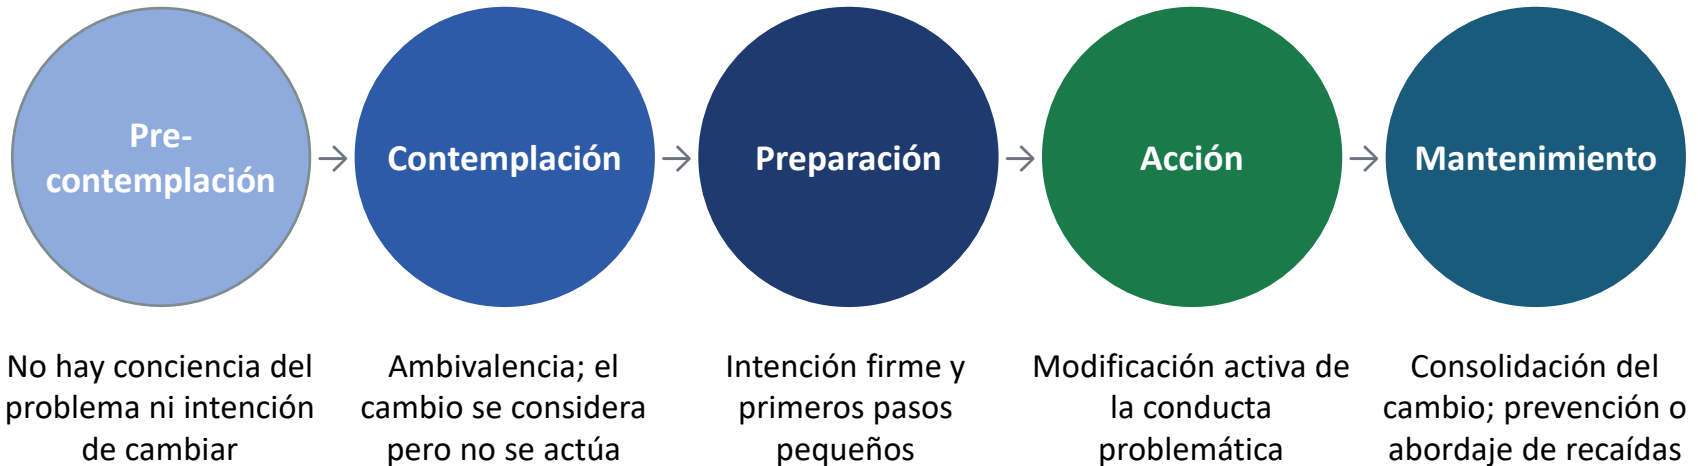 Pre-
contemplación
Contemplación
Preparación
Acción
Mantenimiento
No hay conciencia del
problema ni intención
de cambiar
Ambivalencia; el
cambio se considera
pero no se actúa
Intención firme y
primeros pasos
pequeños
Modificación activa de
la conducta
problemática
Consolidación del
cambio; prevención o
abordaje de recaídas